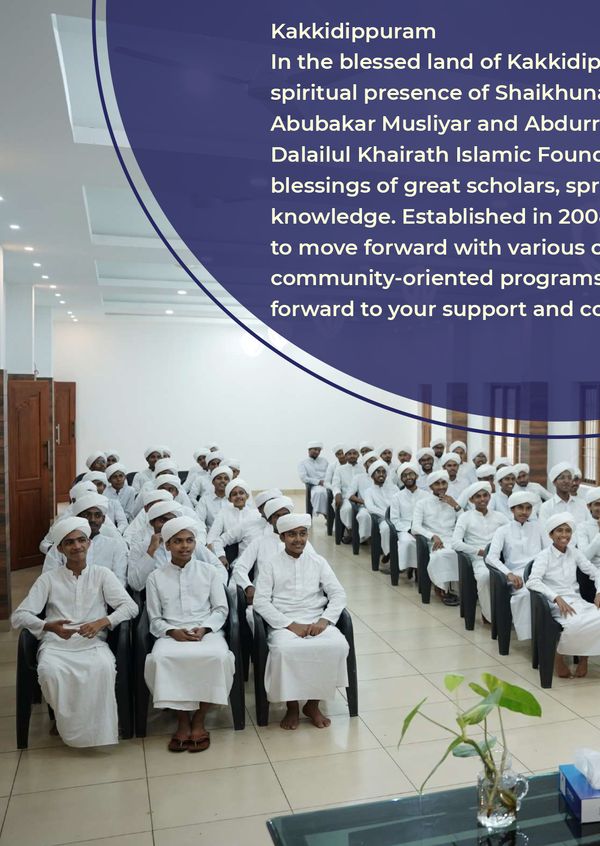 Kakkidippuram
In the blessed land of Kakkidip
spiritual presence of Shaikhuna
Abubakar Musliyar and Abdurr
Dalailul Khairath Islamic Foun
blessings of great scholars, spr
knowledge. Established in 200
to move forward with various
community-oriented programs
forward to your support and co